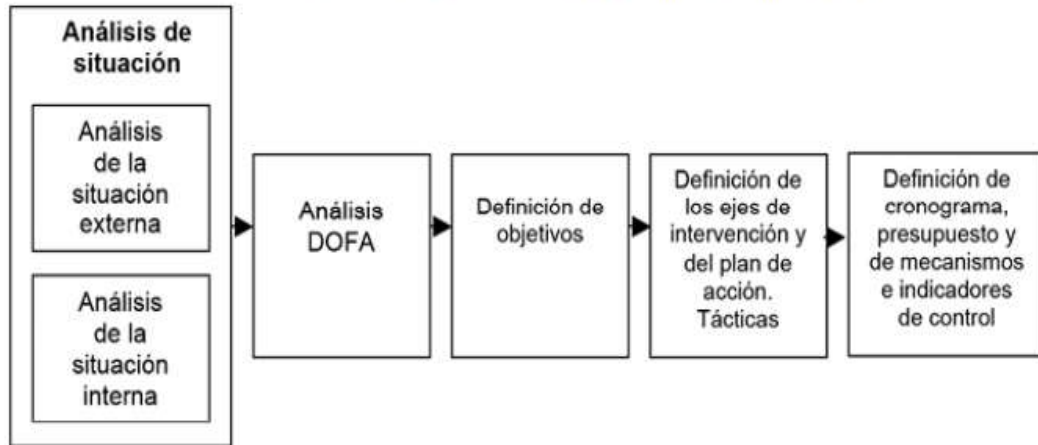 Análisis de
situación
Análisis
de la
situación
externa
Análisis
de la
situación
interna
Análisis
DOFA
Definición de
objetivos
Definición de
los ejes de
intervención y
del plan de
acción.
Tácticas
Definición de
cronograma,
presupuesto y
de mecanismos
e indicadores
de control